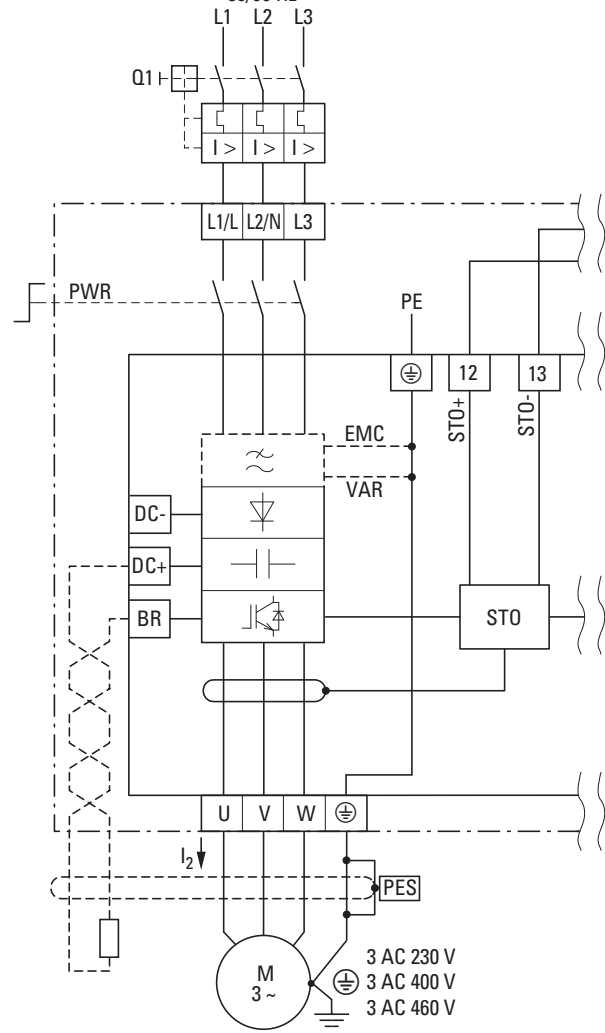 L1 L2 L3
Q1
I > I > I >
L1/L L2/N L3
PWR
PE
12 13
STO+ STO-
EMC
VAR
DC-
DC+
BR
STO
U V W
I2
PES
M
3 ~
3 AC 230 V
3 AC 400 V
3 AC 460 V